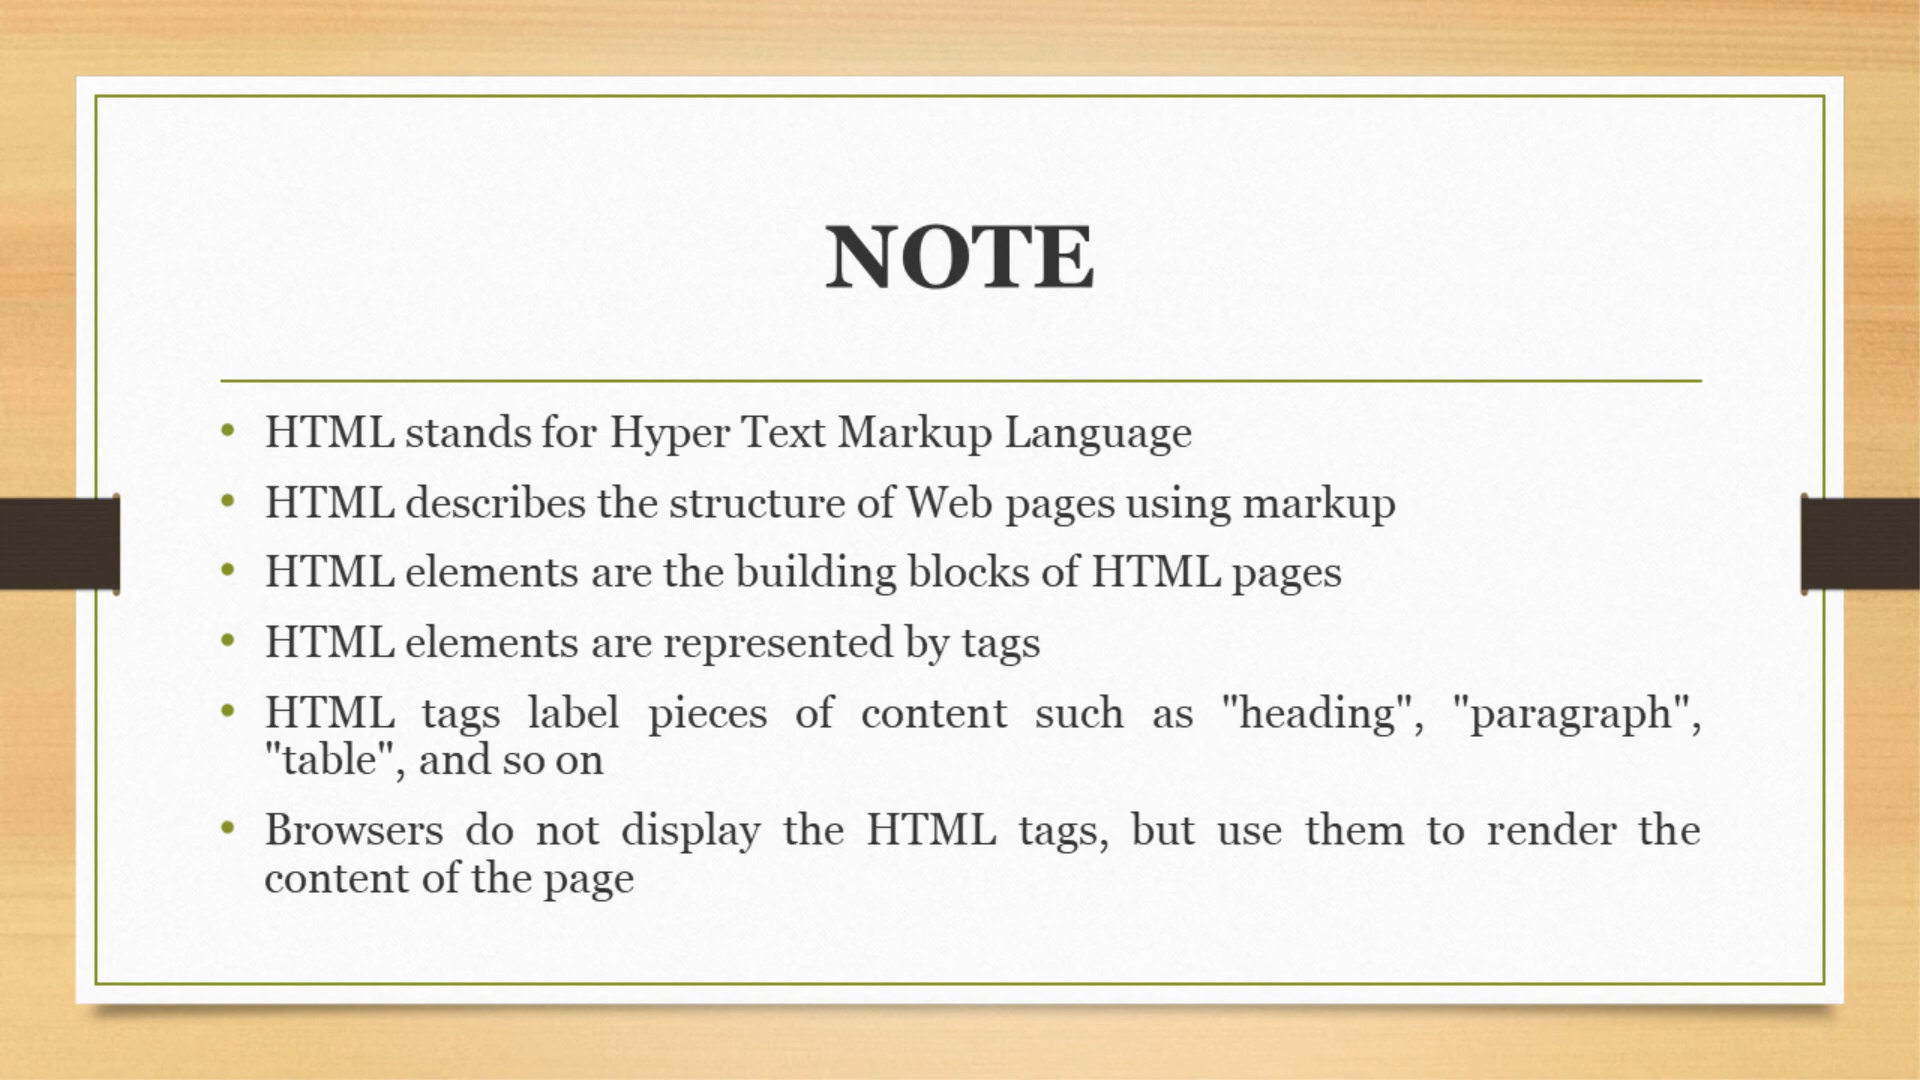 NOTE
• HTML stands for Hyper Text Markup Language
• HTML describes the structure of Web pages using markup
• HTML elements are the building blocks of HTML pages
• HTML elements are represented by tags
• HTML tags label pieces of content such as "heading", "paragraph",
"table", and so on
• Browsers do not display the HTML tags, but use them to render the
content of the page